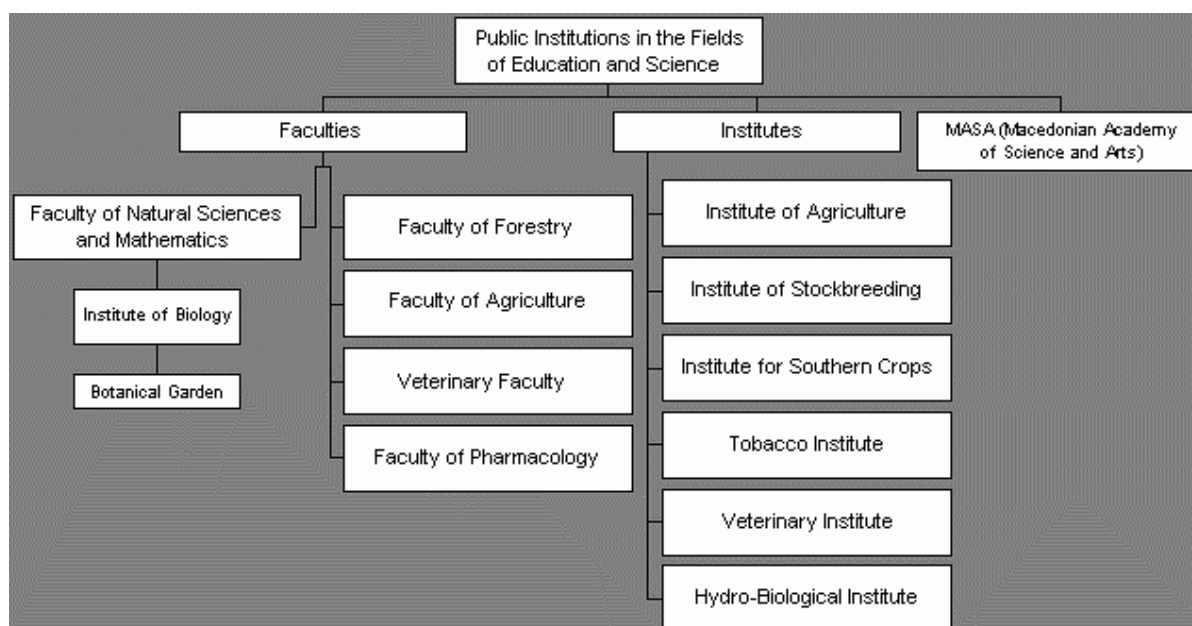 Public Institutions in the Fields
of Education and Science
Faculties
Institutes
MASA (Macedonian Academy
of Science and Arts)
Faculty of Natural Sciences
and Mathematics
Institute of Biology
Botanical Garden
Faculty of Forestry
Faculty of Agriculture
Veterinary Faculty
Faculty of Pharmacology
Institute of Agriculture
Institute of Stockbreeding
Institute for Southern Crops
Tobacco Institute
Veterinary Institute
Hydro-Biological Institute